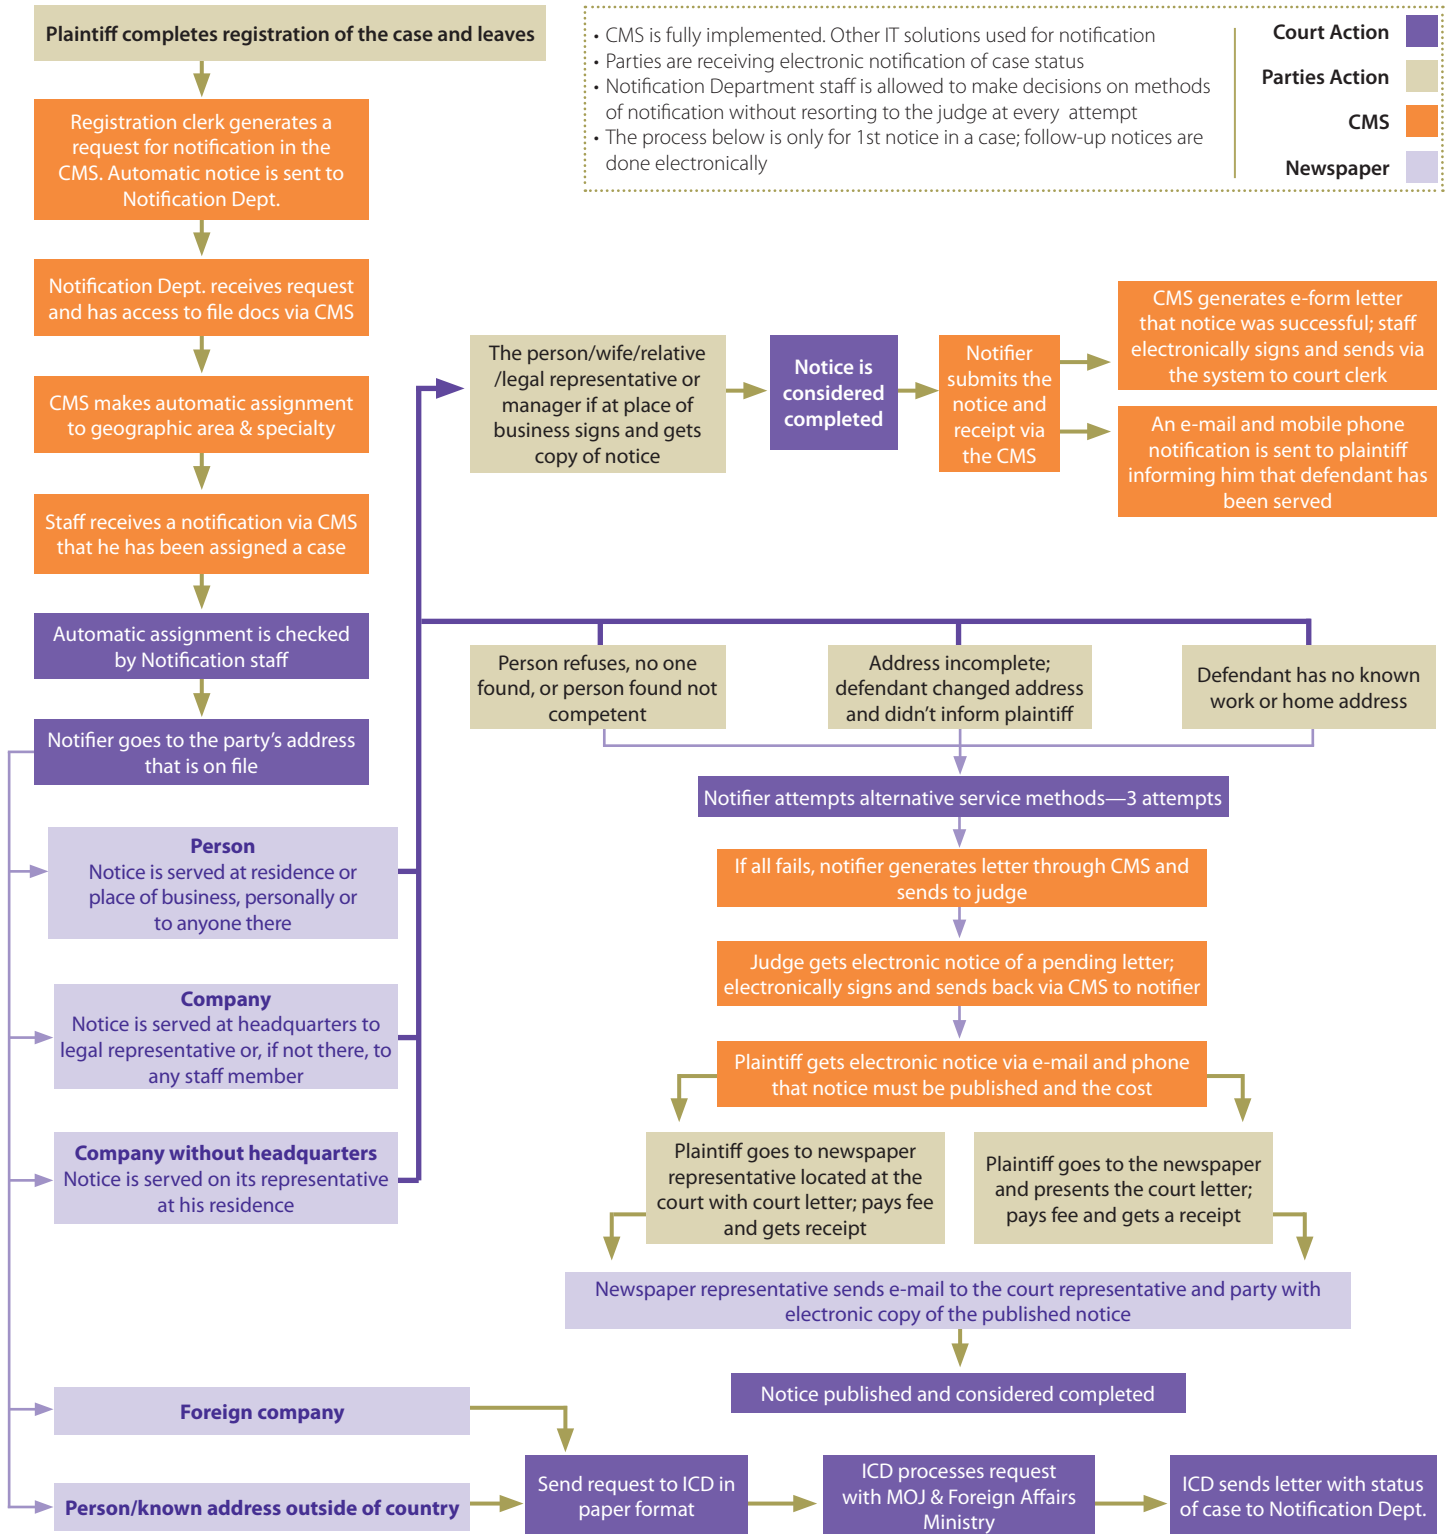 Plaintiff completes registration of the case and leaves
• CMS is fully implemented. Other IT solutions used for notification
• Parties are receiving electronic notification of case status
• Notification Department staff is allowed to make decisions on methods
of notification without resorting to the judge at every attempt
• The process below is only for 1st notice in a case; follow-up notices are
done electronically
Court Action
Parties Action
CMS
Newspaper
Registration clerk generates a
request for notification in the
CMS. Automatic notice is sent to
Notification Dept.
Notification Dept. receives request
and has access to file docs via CMS
CMS makes automatic assignment
to geographic area & specialty
Staff receives a notification via CMS
that he has been assigned a case
Automatic assignment is checked
by Notification staff
Notifier goes to the party’s address
that is on file
Person
Notice is served at residence or
place of business, personally or
to anyone there
Company
Notice is served at headquarters to
legal representative or, if not there, to
any staff member
Company without headquarters
Notice is served on its representative
at his residence
The person/wife/relative
/legal representative or
manager if at place of
business signs and gets
copy of notice
Notice is
considered
completed
Notifier
submits the
notice and
receipt via
the CMS
CMS generates e-form letter
that notice was successful; staff
electronically signs and sends via
the system to court clerk
An e-mail and mobile phone
notification is sent to plaintiff
informing him that defendant has
been served
Person refuses, no one
found, or person found not
competent
Address incomplete;
defendant changed address
and didn’t inform plaintiff
Defendant has no known
work or home address
Notifier attempts alternative service methods—3 attempts
If all fails, notifier generates letter through CMS and
sends to judge
Judge gets electronic notice of a pending letter;
electronically signs and sends back via CMS to notifier
Plaintiff gets electronic notice via e-mail and phone
that notice must be published and the cost
Plaintiff goes to newspaper
representative located at the
court with court letter; pays fee
and gets receipt
Plaintiff goes to the newspaper
and presents the court letter;
pays fee and gets a receipt
Newspaper representative sends e-mail to the court representative and party with
electronic copy of the published notice
Notice published and considered completed
Foreign company
Person/known address outside of country
Send request to ICD in
paper format
ICD processes request
with MOJ & Foreign Affairs
Ministry
ICD sends letter with status
of case to Notification Dept.